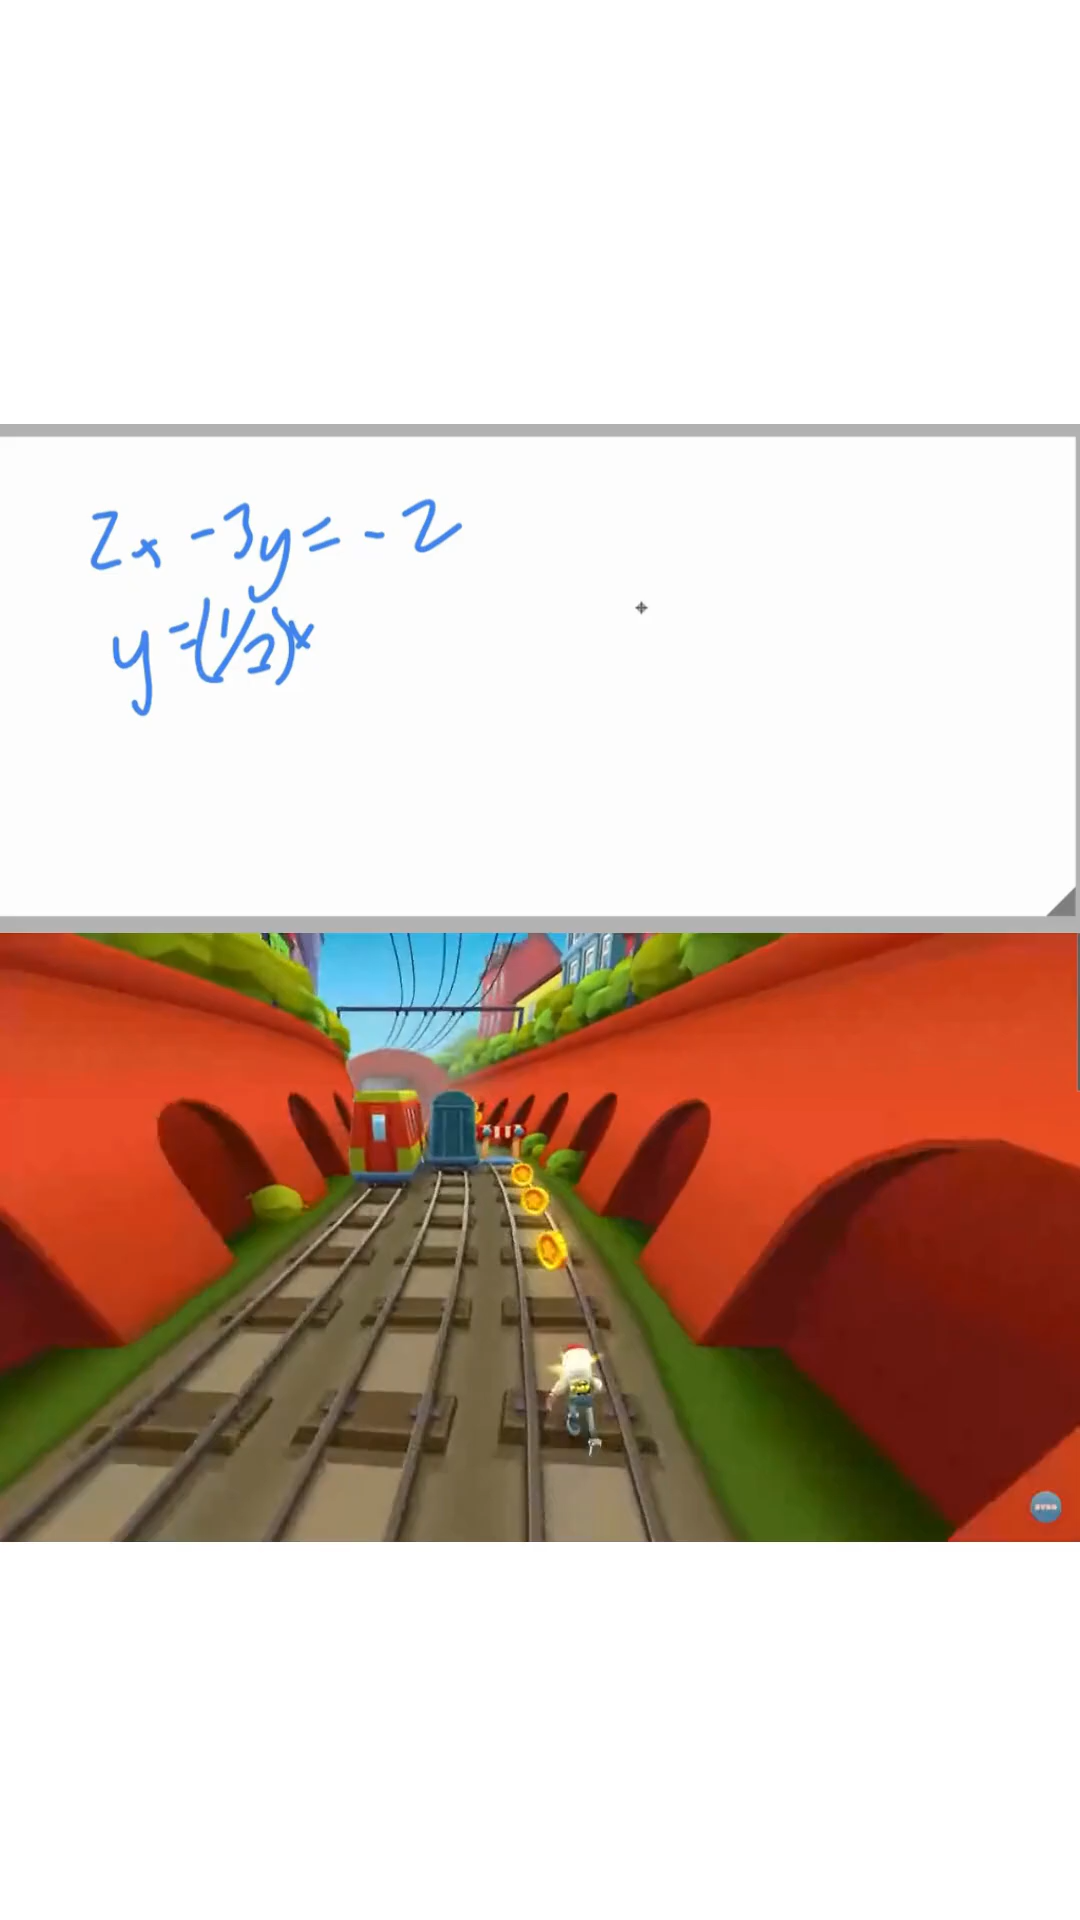 2x -3y = -2
y =(1/2)x